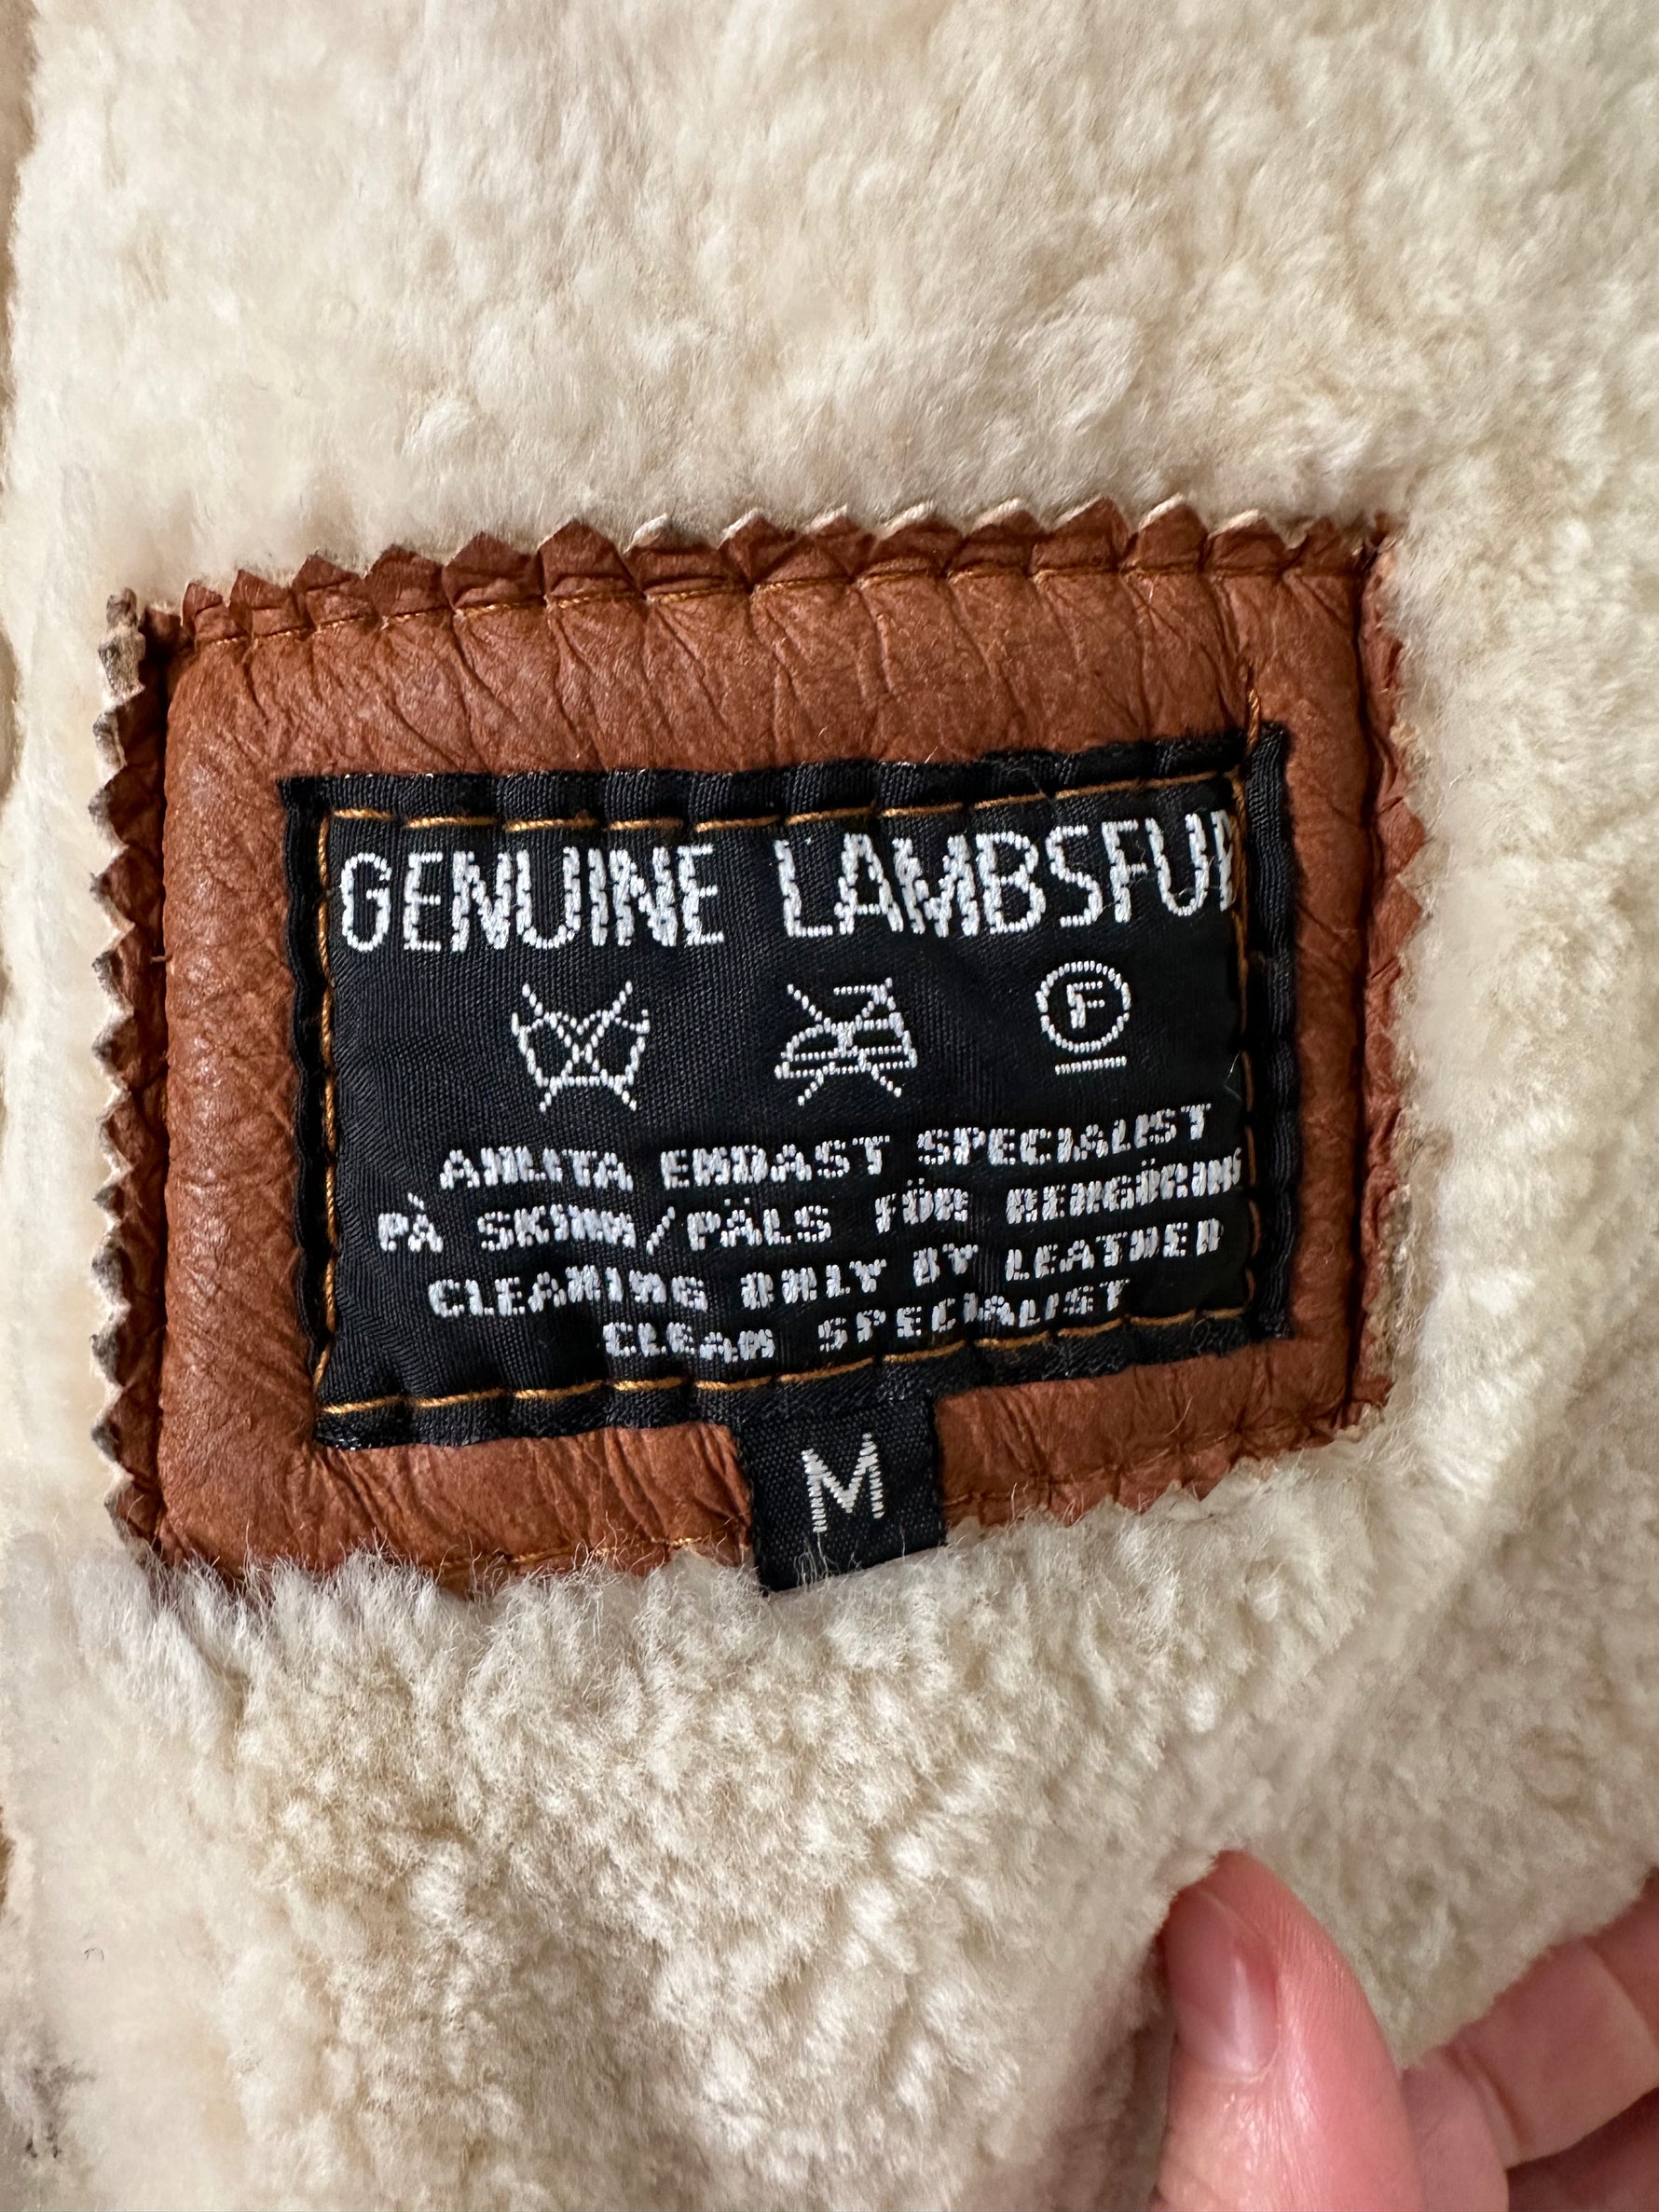 GENUINE LAMBSFUR
F
ANLITA ENDAST SPECIALIST
PÅ SKINN/PÄLS FÖR RENGÖRING
CLEANING ONLY BY LEATHER
CLEAN SPECIALIST
M